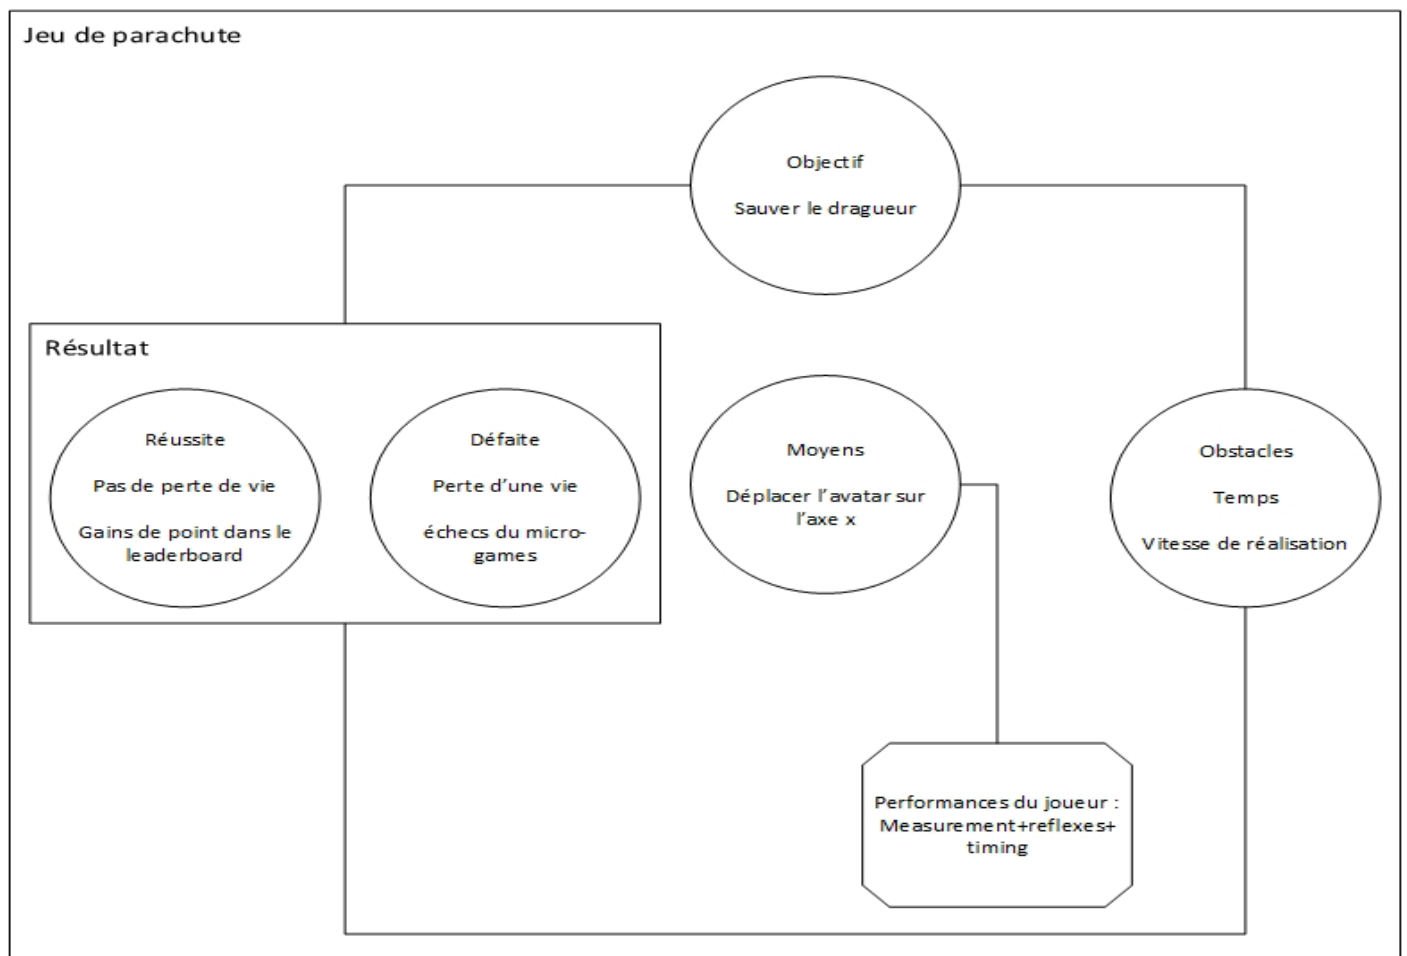 Jeu de parachute
Objectif
Sauver le dragueur
Résultat
Réussite
Pas de perte de vie
Gains de point dans le
leaderboard
Défaite
Perte d’une vie
échecs du micro-
games
Moyens
Déplacer l’avatar sur
l’axe x
Obstacles
Temps
Vitesse de réalisation
Performances du joueur :
Measurement+reflexes+
timing